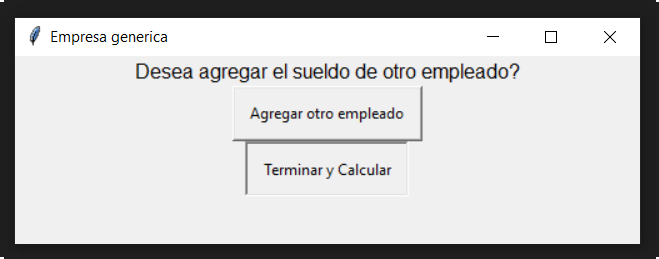 Empresa generica
Desea agregar el sueldo de otro empleado?
Agregar otro empleado
Terminar y Calcular